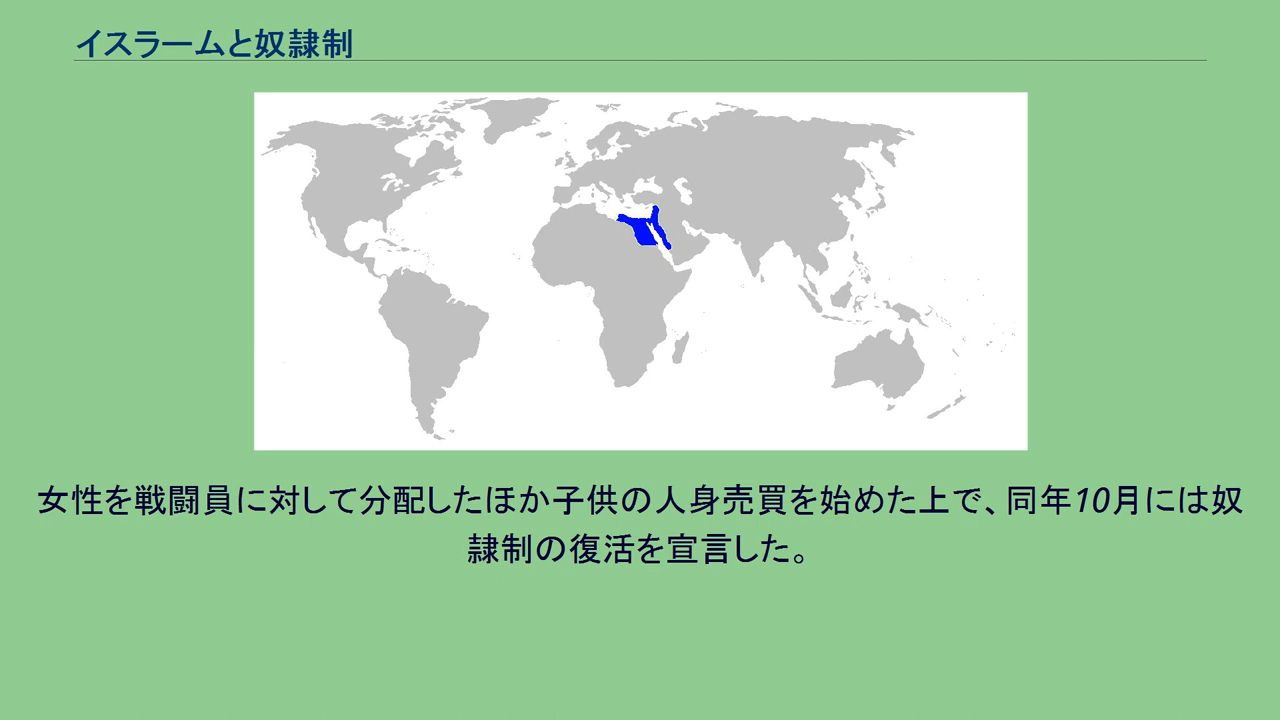 イスラームと奴隷制
女性を戦闘員に対して分配したほか子供の人身売買を始めた上で、同年10月には奴
隷制の復活を宣言した。